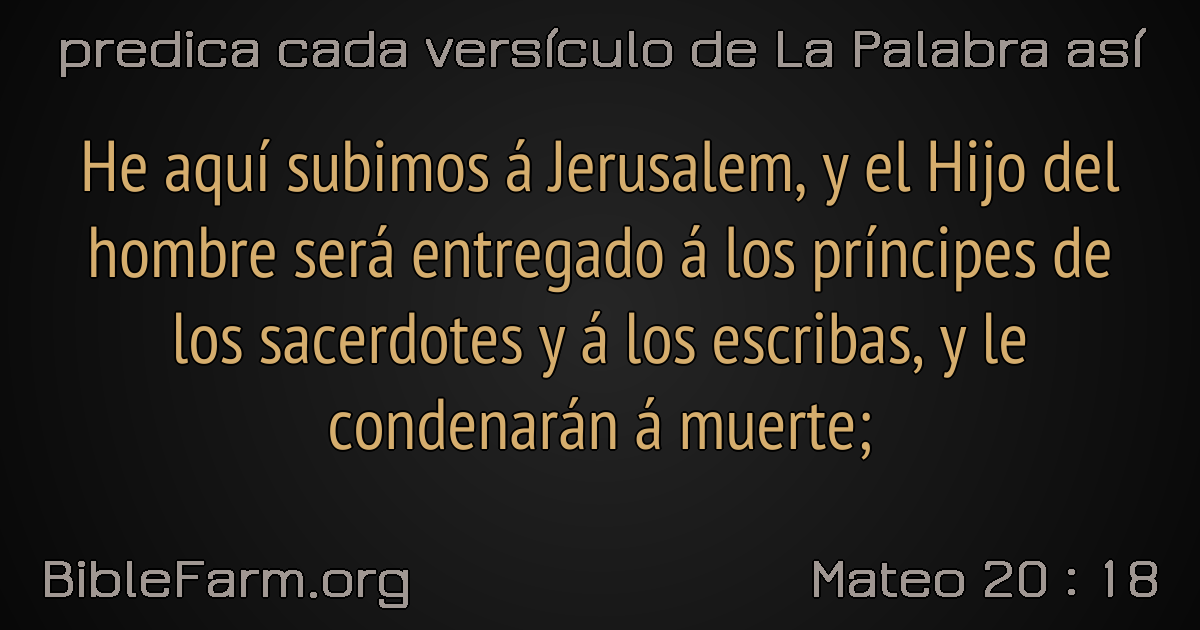 predica cada versículo de La Palabra así
He aquí subimos á Jerusalem, y el Hijo del
hombre será entregado á los príncipes de
los sacerdotes y á los escribas, y le
condenarán á muerte;
BibleFarm.org
Mateo 20 : 18